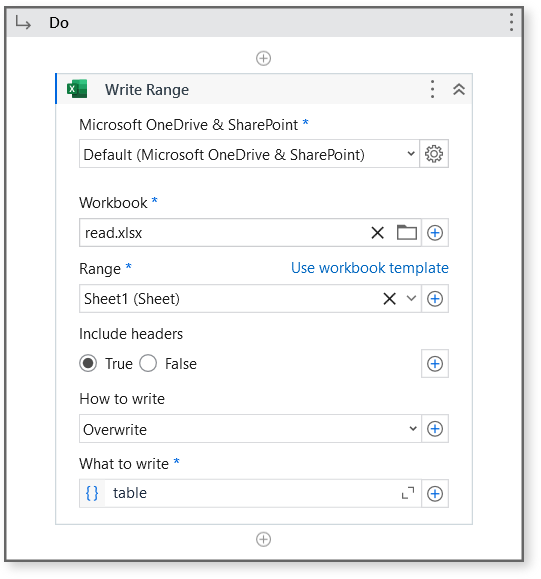 Do
Write Range
Microsoft OneDrive & SharePoint *
Default (Microsoft OneDrive & SharePoint)
Workbook *
read.xlsx
Range * Use workbook template
Sheet1 (Sheet)
Include headers
True False
How to write
Overwrite
What to write *
{} table